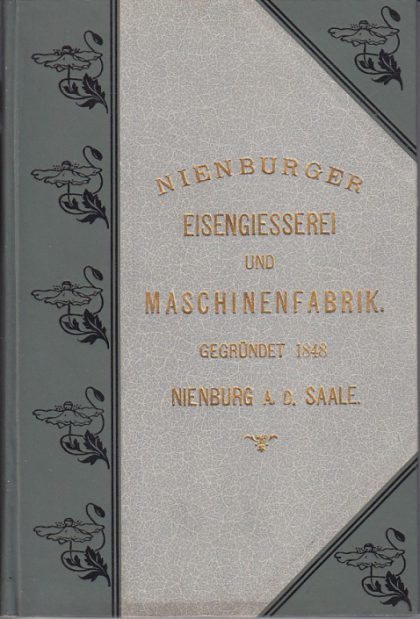 NIENBURGER
EISENGIESSEREI
UND
MASCHINENFABRIK.
GEGRÜNDET 1848
NIENBURG A. D. SAALE.